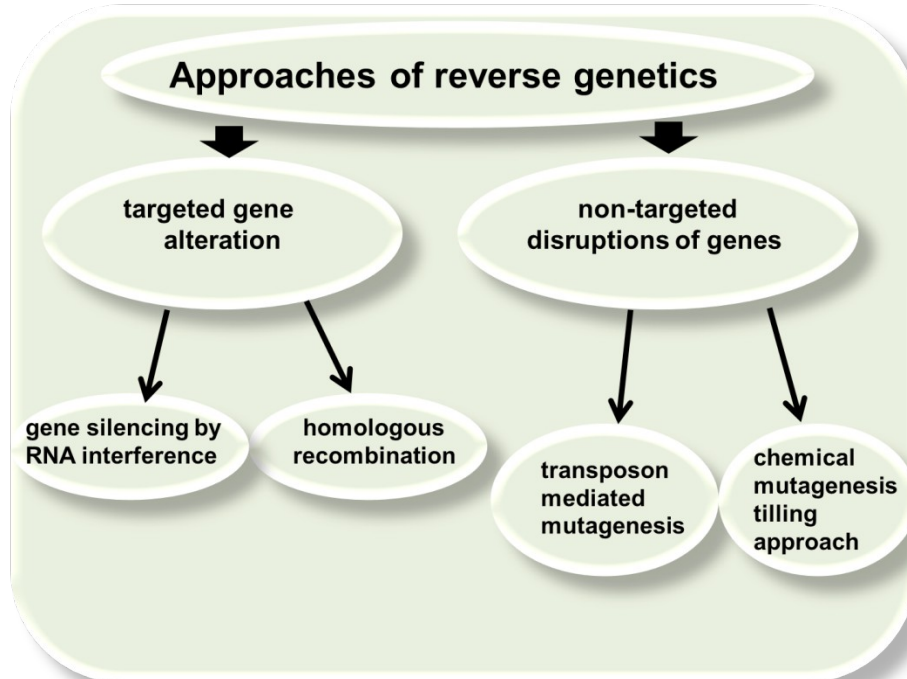 Approaches of reverse genetics
targeted gene
alteration
non-targeted
disruptions of genes
gene silencing by
RNA interference
homologous
recombination
transposon
mediated
mutagenesis
chemical
mutagenesis
tilling
approach